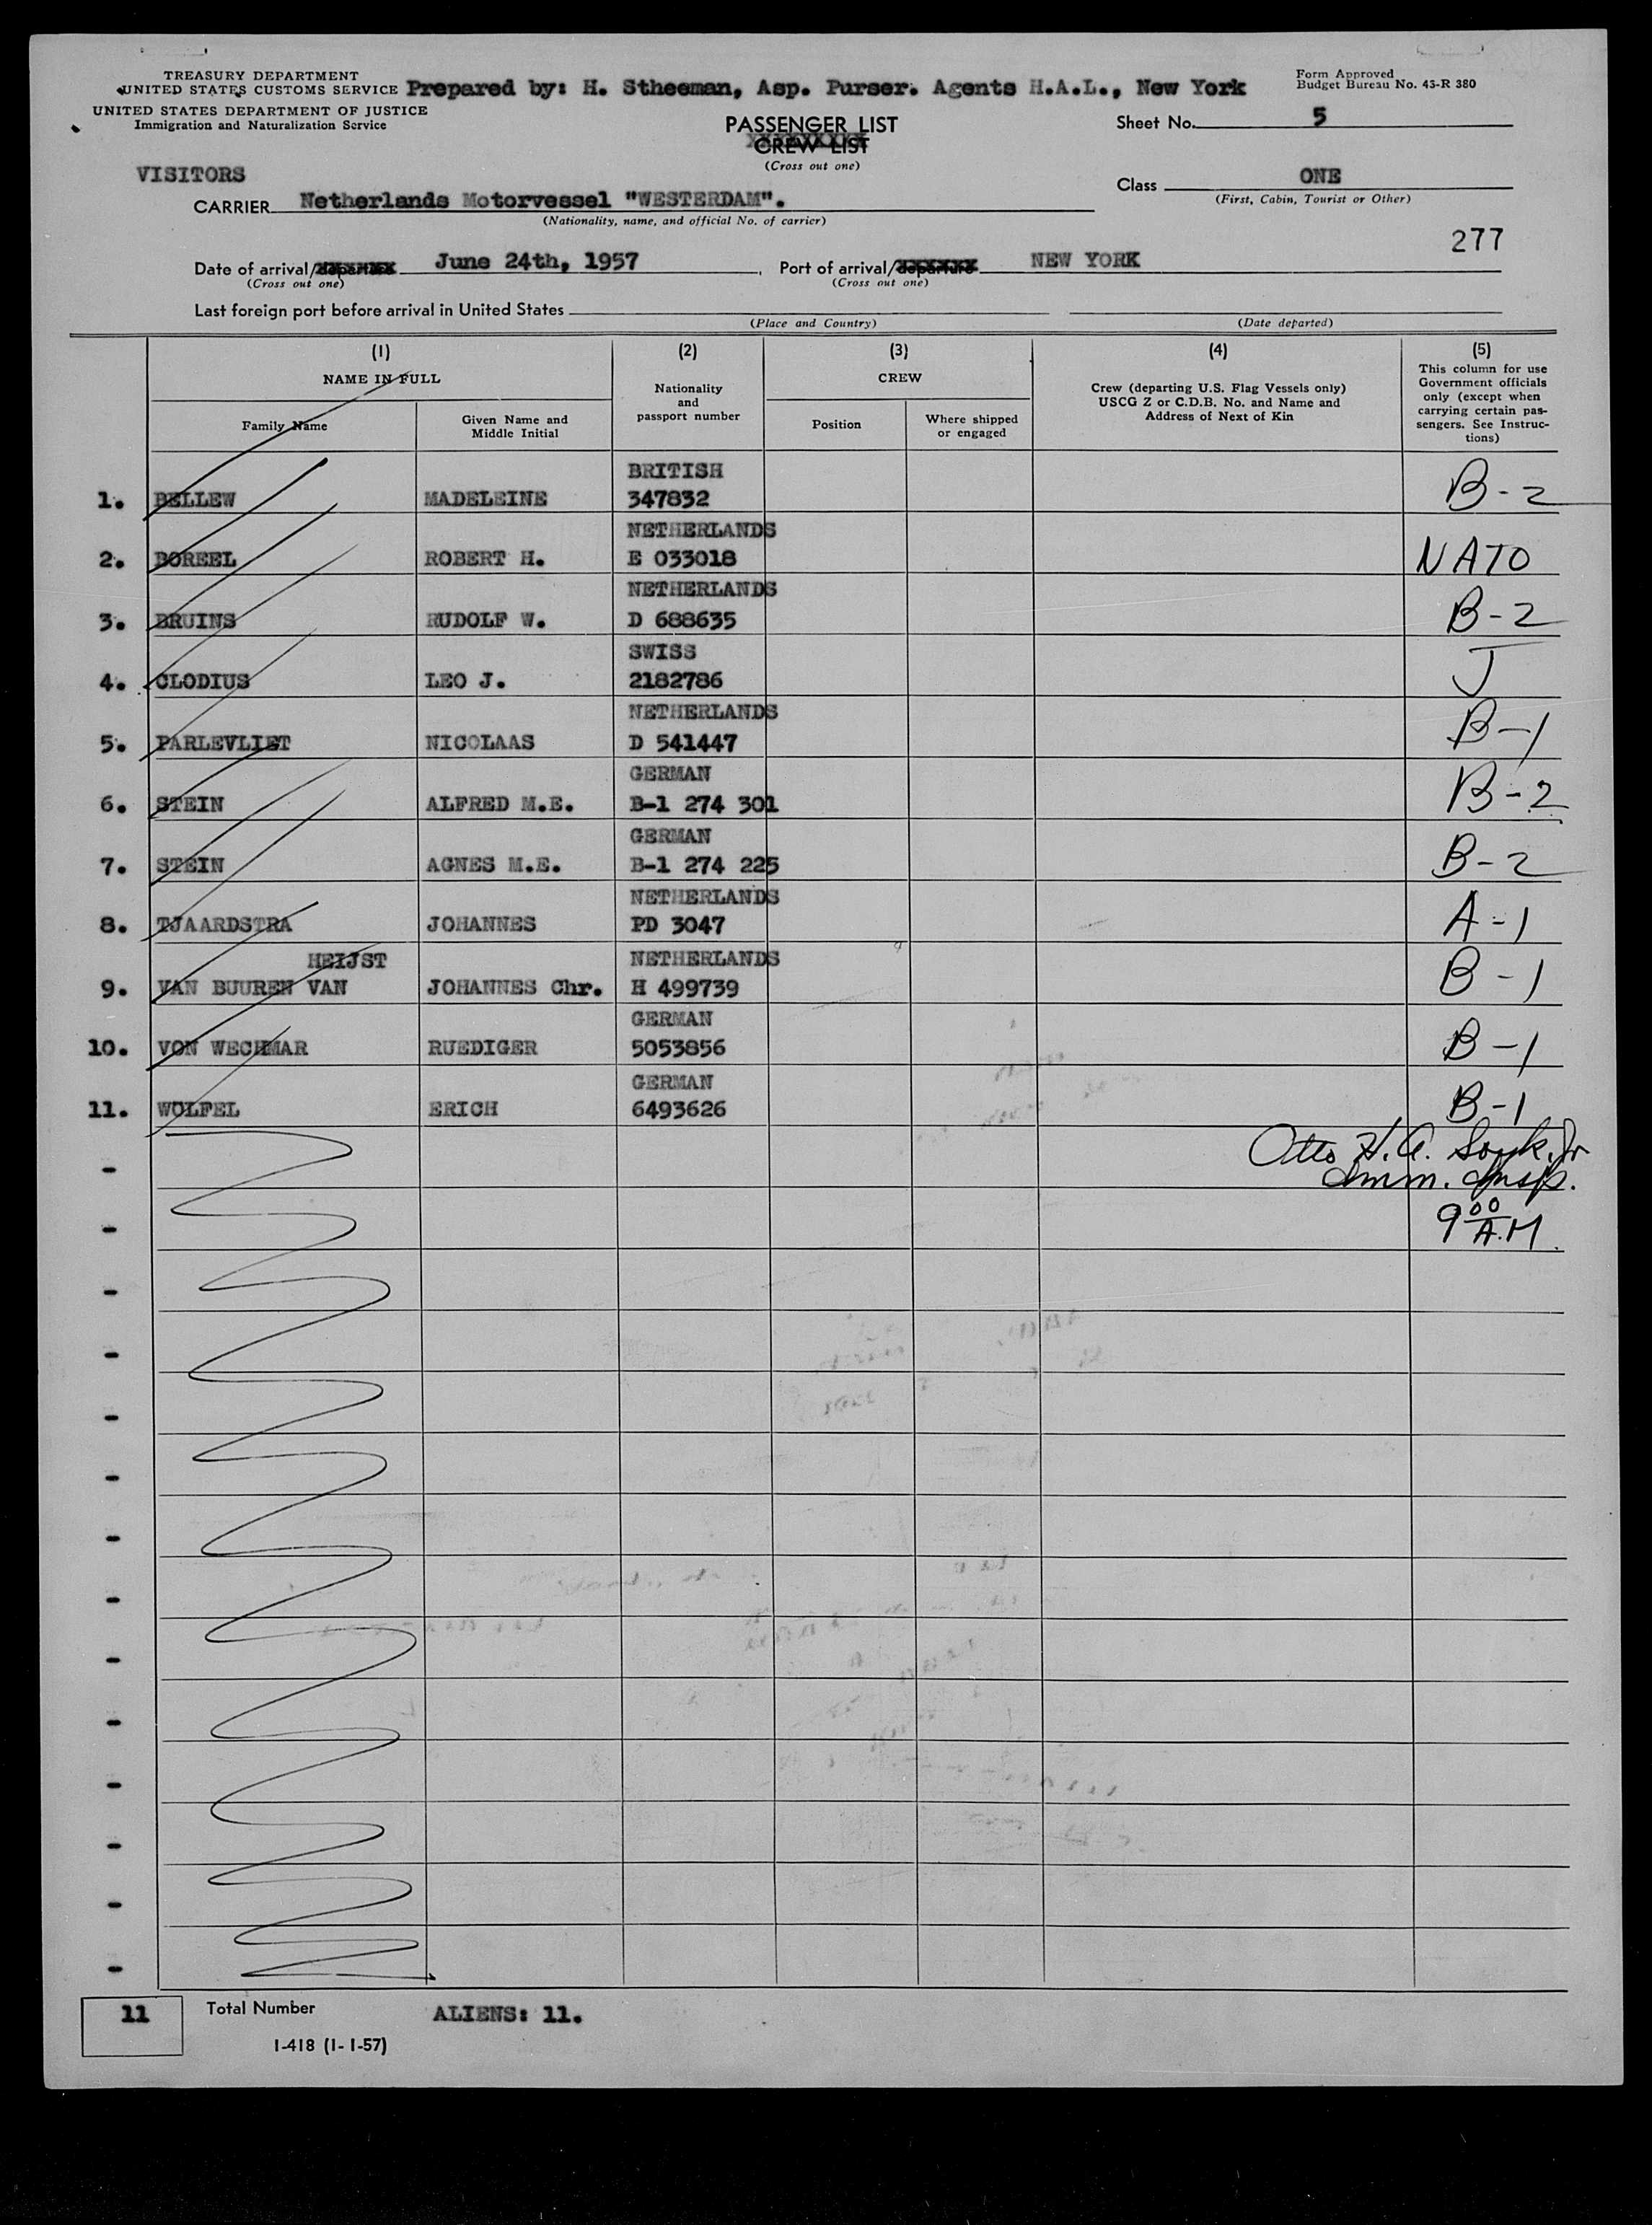 TREASURY DEPARTMENT
UNITED STATES CUSTOMS SERVICE
UNITED STATES DEPARTMENT OF JUSTICE
Immigration and Naturalization Service
Prepared by: H. Stheeman, Asp. Purser. Agents H.A.L., New York
Form Approved
Budget Bureau No. 43-R 380
PASSENGER LIST
CREW LIST
(Cross out one)
Sheet No. 5
VISITORS
CARRIER Netherlands Motorvessel "WESTERDAM".
(Nationality, name, and official No. of carrier)
Class ONE
(First, Cabin, Tourist or Other)
277
Date of arrival/departure June 24th, 1957
(Cross out one)
Port of arrival/departure NEW YORK
(Cross out one)
Last foreign port before arrival in United States
(Place and Country)
(Date departed)
(1)
NAME IN FULL
Family Name
Given Name and
Middle Initial
(2)
Nationality
and
passport number
(3)
CREW
Position
Where shipped
or engaged
(4)
Crew (departing U.S. Flag Vessels only)
USCG Z or C.D.B. No. and Name and
Address of Next of Kin
(5)
This column for use
Government officials
only (except when
carrying certain pas-
sengers. See Instruc-
tions)
BRITISH
1. BELLEW MADELEINE 347832 B-2
NETHERLANDS
2. BOREEL ROBERT H. E 033018 NATO
NETHERLANDS
3. BRUINS RUDOLF W. D 688635 B-2
SWISS
4. CLODIUS LEO J. 2182786 J
NETHERLANDS
5. PARLEVLIET NICOLAAS D 541447 B-1
GERMAN
6. STEIN ALFRED M.E. B-1 274 301 B-2
GERMAN
7. STEIN AGNES M.E. B-1 274 225 B-2
NETHERLANDS
8. TJAARDSTRA JOHANNES PD 3047 A-1
HEIJST NETHERLANDS
9. VAN BUUREN VAN JOHANNES Chr. H 499739 B-1
GERMAN
10. VON WECHMAR RUEDIGER 5053856 B-1
GERMAN
11. WOLFEL ERICH 6493626 B-1
Otto H. A. Jr
Imm. Insp.
9 00 A.M.
11 Total Number ALIENS: 11.
I-418 (1-1-57)